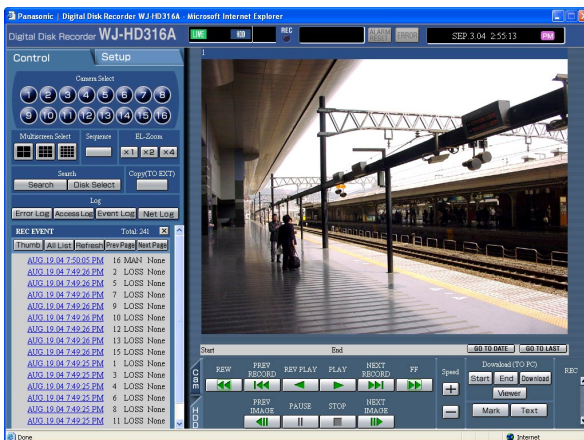 Panasonic | Digital Disk Recorder WJ-HD316A - Microsoft Internet Explorer
Digital Disk Recorder WJ-HD316A
LIVE HDD REC ALARM RESET ERROR SEP 3.04 2:55:13 PM
Control Setup
1
Camera Select
1 2 3 4 5 6 7 8
9 10 11 12 13 14 15 16
Multiscreen Select Sequence EL-Zoom
×1 ×2 ×4
Search Copy(TO EXT)
Search Disk Select
Log
Error Log Access Log Event Log Net Log
REC EVENT Total: 241
Thumb All List Refresh Prev Page Next Page
AUG.19.04 7:50:05 PM 16 MAN None
AUG.19.04 7:49:26 PM 2 LOSS None
AUG.19.04 7:49:26 PM 5 LOSS None
AUG.19.04 7:49:26 PM 7 LOSS None
AUG.19.04 7:49:26 PM 9 LOSS None
AUG.19.04 7:49:26 PM 10 LOSS None
AUG.19.04 7:49:26 PM 12 LOSS None
AUG.19.04 7:49:26 PM 13 LOSS None
AUG.19.04 7:49:26 PM 15 LOSS None
AUG.19.04 7:49:25 PM 1 LOSS None
AUG.19.04 7:49:25 PM 3 LOSS None
AUG.19.04 7:49:25 PM 4 LOSS None
AUG.19.04 7:49:25 PM 6 LOSS None
AUG.19.04 7:49:25 PM 8 LOSS None
AUG.19.04 7:49:25 PM 11 LOSS None
Start End GO TO DATE GO TO LAST
Cam
HDD
REW PREV RECORD REV PLAY PLAY NEXT RECORD FF
PREV IMAGE PAUSE STOP NEXT IMAGE
Speed
Download (TO PC)
Start End Download
Viewer
Mark Text
REC
Done Internet